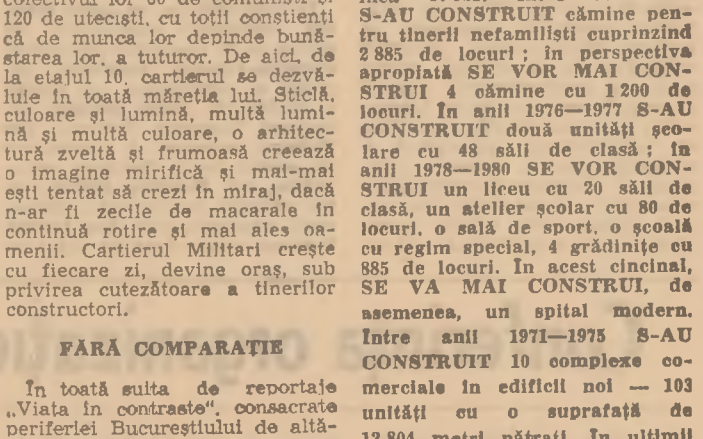 colectivul lor 80 de comuniști și
120 de uteciști, cu toții conștienți
că de munca lor depinde bună-
starea lor, a tuturor. De aici, de
la etajul 10, cartierul se dezvă-
luie în toată măreția lui. Sticlă,
culoare și lumină, multă lumi-
nă și multă culoare, o arhitec-
tură zveltă și frumoasă creează
o imagine mirifică și mai-mai
ești tentat să crezi în miraj, dacă
n-ar fi zecile de macarale în
continuă rotire și mai ales oa-
menii. Cartierul Militari crește
cu fiecare zi, devine oraș, sub
privirea cutezătoare a tinerilor
constructori.
FĂRĂ COMPARAȚIE
În toată suita de reportaje
„Viața în contraste“, consacrate
periferiei Bucureștiului de altă-
S-AU CONSTRUIT cămine pen-
tru tinerii nefamiliști cuprinzînd
2 885 de locuri ; în perspectiva
apropiată SE VOR MAI CON-
STRUI 4 cămine cu 1 200 de
locuri. În anii 1976—1977 S-AU
CONSTRUIT două unități șco-
lare cu 48 săli de clasă ; în
anii 1978—1980 SE VOR CON-
STRUI un liceu cu 20 săli de
clasă, un atelier școlar cu 80 de
locuri, o sală de sport, o școală
cu regim special, 4 grădinițe cu
885 de locuri. În acest cincinal,
SE VA MAI CONSTRUI, de
asemenea, un spital modern.
Între anii 1971—1975 S-AU
CONSTRUIT 10 complexe co-
merciale în edificii noi — 103
unități cu o suprafață de
12 804 metri pătrați. În ultimii